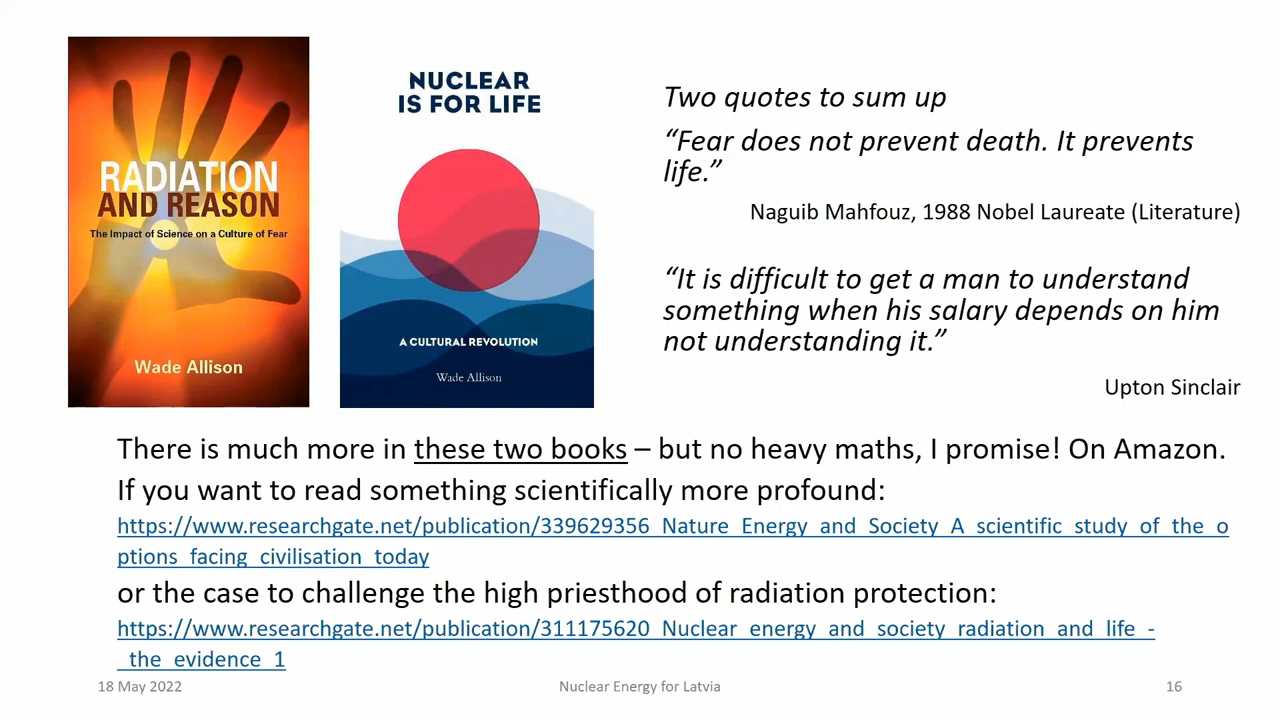 RADIATION
AND REASON
The Impact of Science on a Culture of Fear
Wade Allison
NUCLEAR
IS FOR LIFE
A CULTURAL REVOLUTION
Wade Allison
Two quotes to sum up
“Fear does not prevent death. It prevents
life.”
Naguib Mahfouz, 1988 Nobel Laureate (Literature)
“It is difficult to get a man to understand
something when his salary depends on him
not understanding it.”
Upton Sinclair
There is much more in these two books – but no heavy maths, I promise! On Amazon.
If you want to read something scientifically more profound:
https://www.researchgate.net/publication/339629356_Nature_Energy_and_Society_A_scientific_study_of_the_o
ptions_facing_civilisation_today
or the case to challenge the high priesthood of radiation protection:
https://www.researchgate.net/publication/311175620_Nuclear_energy_and_society_radiation_and_life_-
_the_evidence_1
18 May 2022
Nuclear Energy for Latvia
16